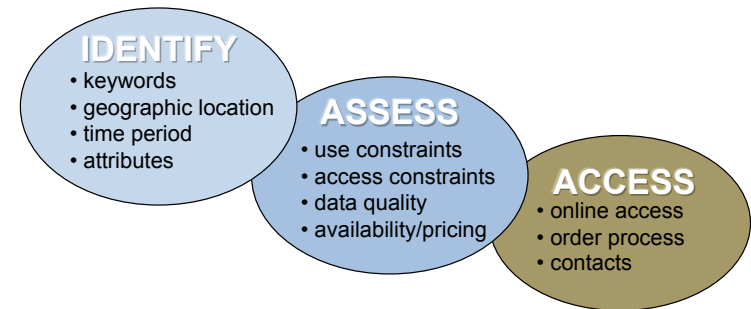 IDENTIFY
• keywords
• geographic location
• time period
• attributes
ASSESS
• use constraints
• access constraints
• data quality
• availability/pricing
ACCESS
• online access
• order process
• contacts